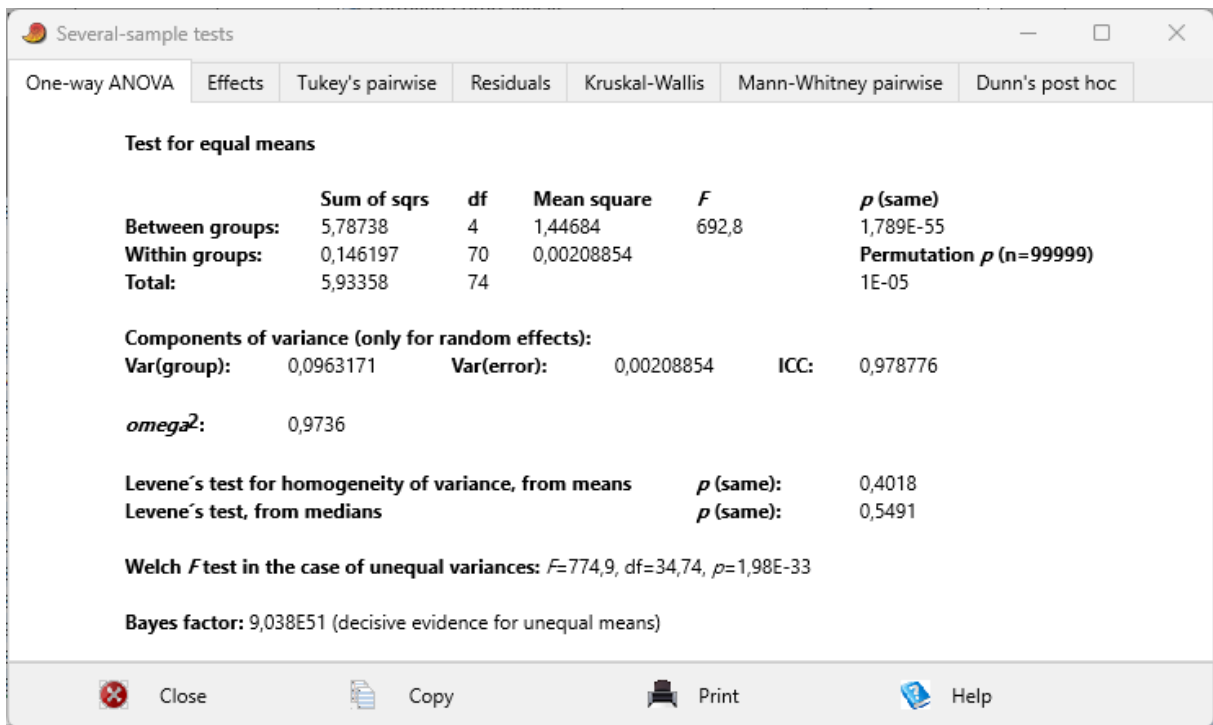 Several-sample tests
One-way ANOVA Effects Tukey's pairwise Residuals Kruskal-Wallis Mann-Whitney pairwise Dunn's post hoc
Test for equal means
Sum of sqrs df Mean square F p (same)
Between groups: 5,78738 4 1,44684 692,8 1,789E-55
Within groups: 0,146197 70 0,00208854 Permutation p (n=99999)
Total: 5,93358 74 1E-05
Components of variance (only for random effects):
Var(group): 0,0963171 Var(error): 0,00208854 ICC: 0,978776
omega2: 0,9736
Levene´s test for homogeneity of variance, from means p (same): 0,4018
Levene´s test, from medians p (same): 0,5491
Welch F test in the case of unequal variances: F=774,9, df=34,74, p=1,98E-33
Bayes factor: 9,038E51 (decisive evidence for unequal means)
Close Copy Print Help